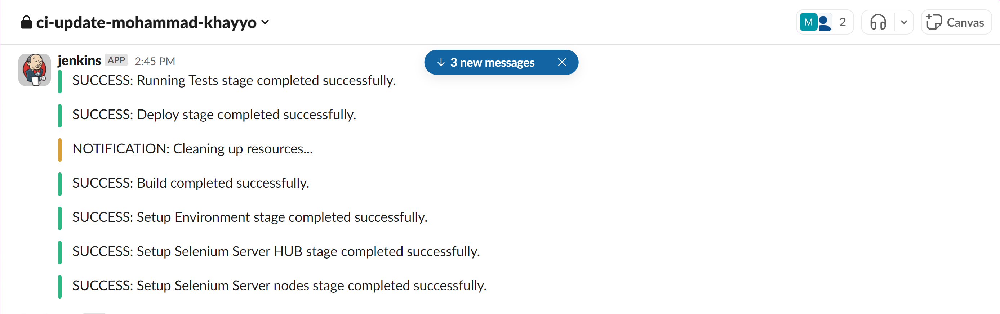 ci-update-mohammad-khayyo
M 2
Canvas
jenkins APP 2:45 PM
3 new messages
SUCCESS: Running Tests stage completed successfully.
SUCCESS: Deploy stage completed successfully.
NOTIFICATION: Cleaning up resources...
SUCCESS: Build completed successfully.
SUCCESS: Setup Environment stage completed successfully.
SUCCESS: Setup Selenium Server HUB stage completed successfully.
SUCCESS: Setup Selenium Server nodes stage completed successfully.